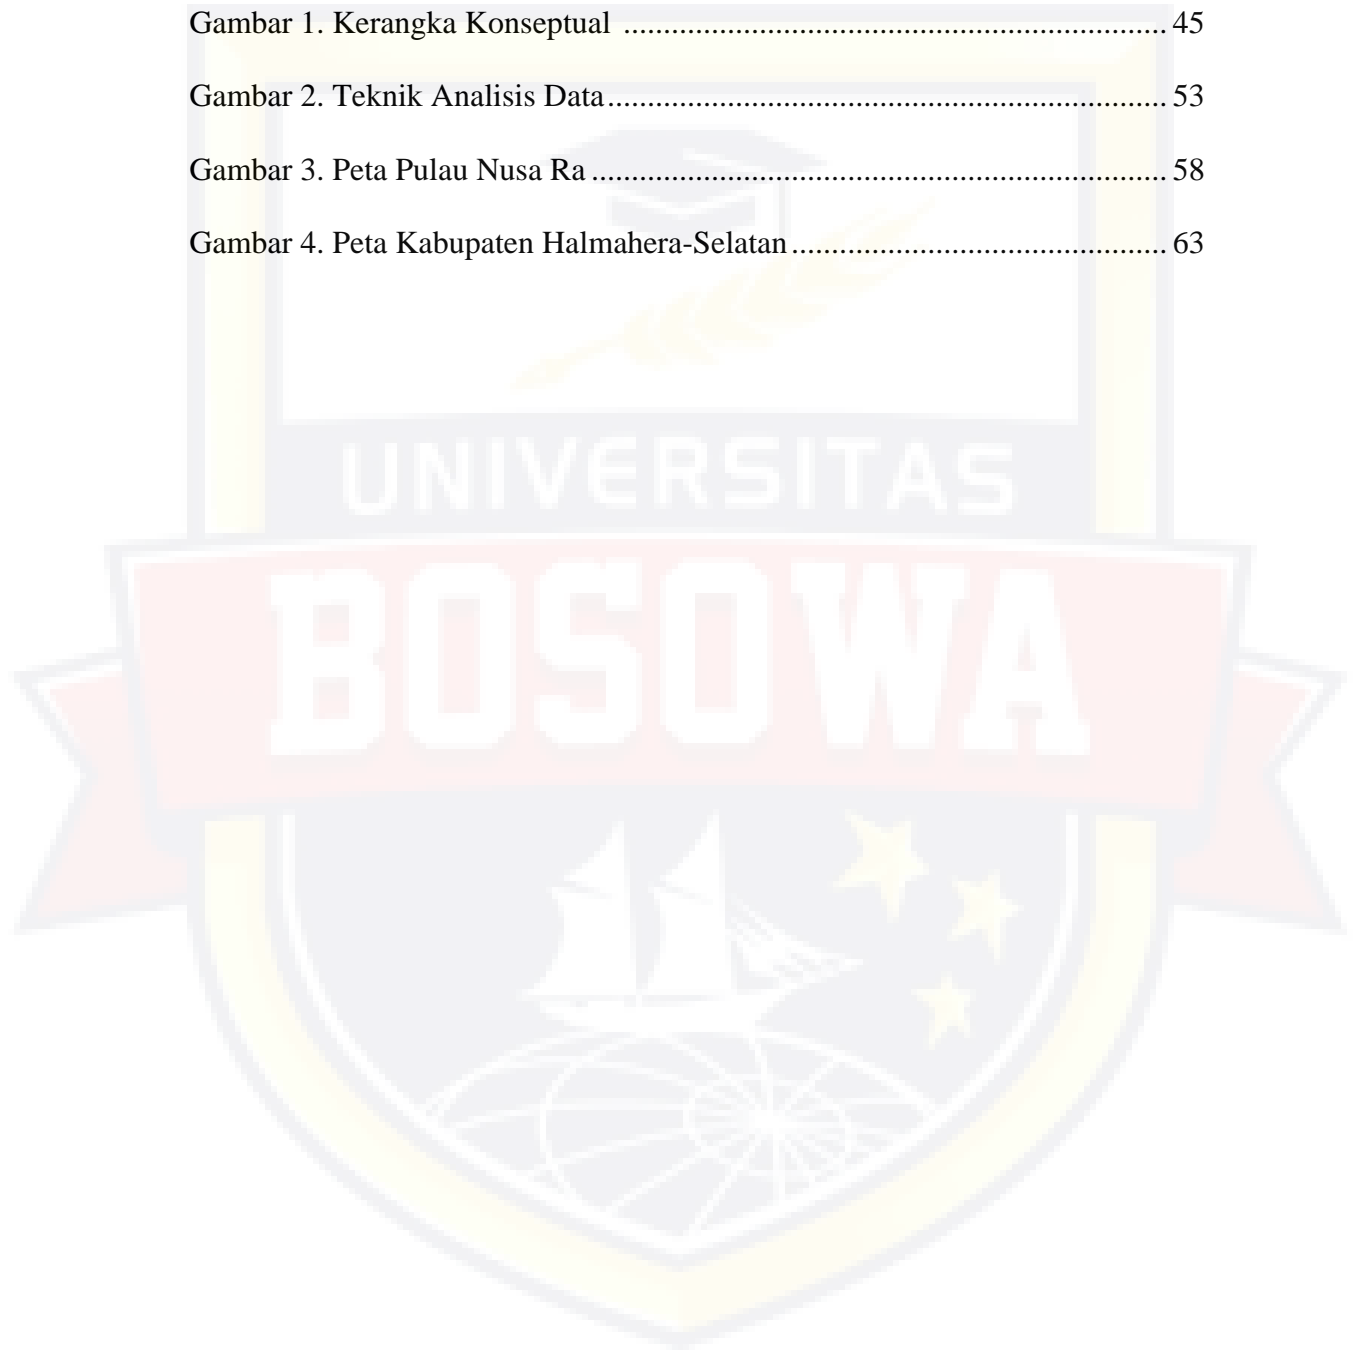 Gambar 1. Kerangka Konseptual .................................................................... 45
Gambar 2. Teknik Analisis Data...................................................................... 53
Gambar 3. Peta Pulau Nusa Ra ........................................................................ 58
Gambar 4. Peta Kabupaten Halmahera-Selatan ............................................... 63
UNIVERSITAS
BOSOWA